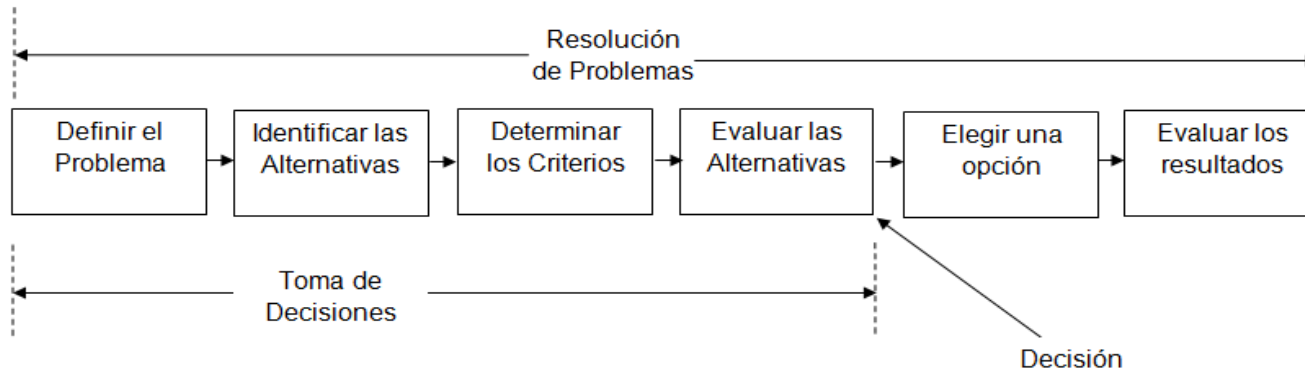 Resolución
de Problemas
Definir el
Problema
Identificar las
Alternativas
Determinar
los Criterios
Evaluar las
Alternativas
Elegir una
opción
Evaluar los
resultados
Toma de
Decisiones
Decisión